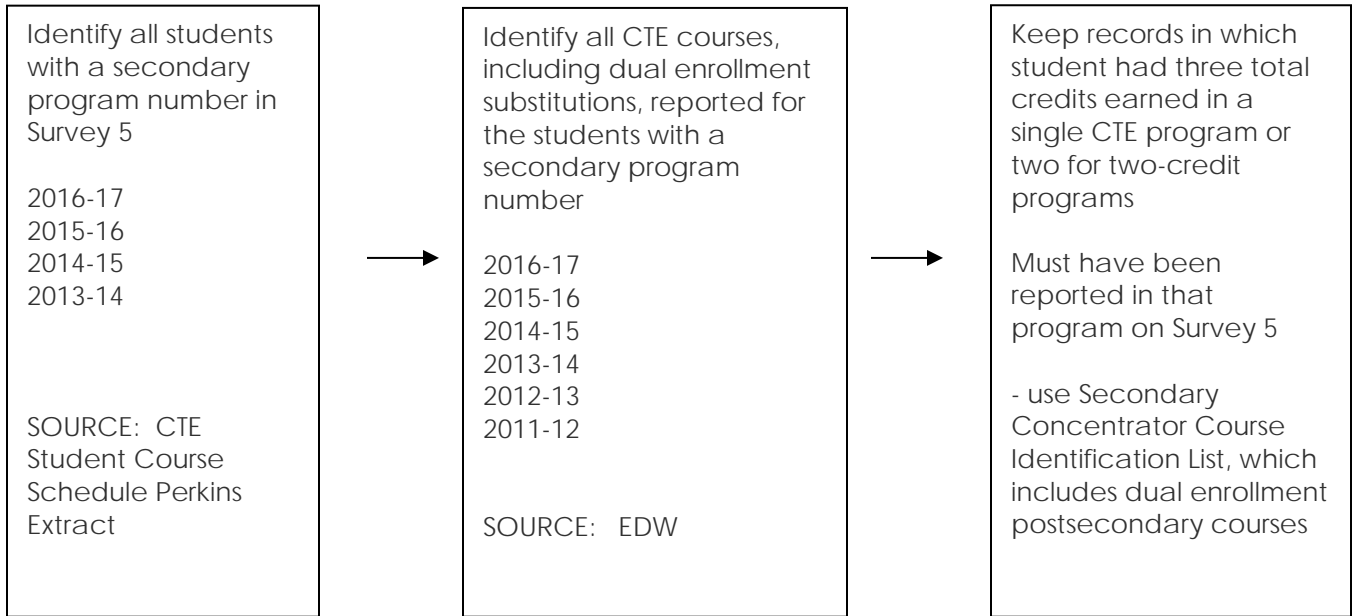 Identify all students
with a secondary
program number in
Survey 5
2016-17
2015-16
2014-15
2013-14
SOURCE: CTE
Student Course
Schedule Perkins
Extract
Identify all CTE courses,
including dual enrollment
substitutions, reported for
the students with a
secondary program
number
2016-17
2015-16
2014-15
2013-14
2012-13
2011-12
SOURCE: EDW
Keep records in which
student had three total
credits earned in a
single CTE program or
two for two-credit
programs
Must have been
reported in that
program on Survey 5
- use Secondary
Concentrator Course
Identification List, which
includes dual enrollment
postsecondary courses